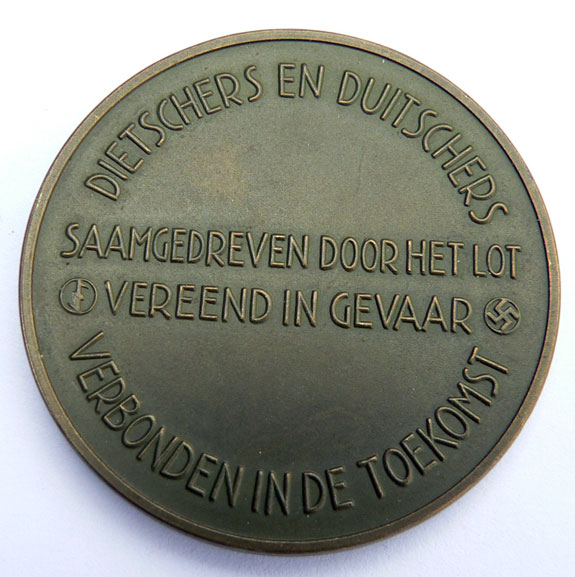 DIETSCHERS EN DUITSCHERS
SAAMGEDREVEN DOOR HET LOT
VEREEND IN GEVAAR
VERBONDEN IN DE TOEKOMST